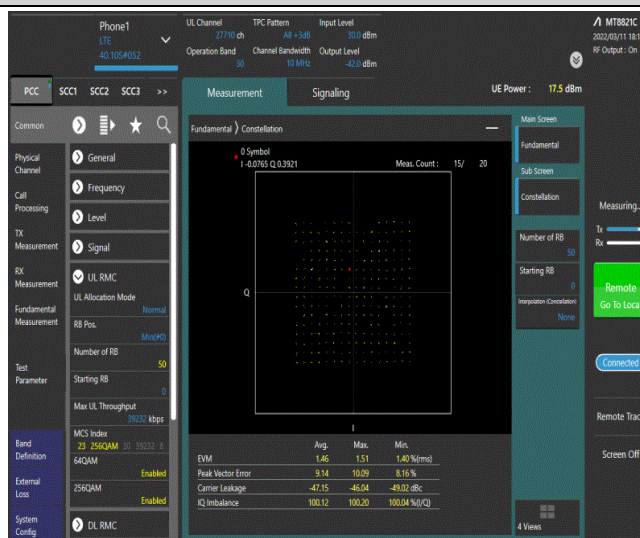 Phone1
LTE
40.10S#052
UL Channel
27710 ch
Operation Band
30
TPC Pattern
All +3dB
Channel Bandwidth
10 MHz
Input Level
30.0 dBm
Output Level
-42.0 dBm
MT8821C
2022/03/11 18:1
RF Output : On
PCC SCC1 SCC2 SCC3 >>
Measurement Signaling
UE Power : 17.5 dBm
Common
Physical
Channel
Call
Processing
TX
Measurement
RX
Measurement
Fundamental
Measurement
Test
Parameter
Band
Definition
External
Loss
System
Config
General
Frequency
Level
Signal
UL RMC
UL Allocation Mode
Normal
RB Pos.
Min(#0)
Number of RB
50
Starting RB
0
Max UL Throughput
39232 kbps
MCS Index
23 256QAM 30 39232 8
64QAM
Enabled
256QAM
Enabled
DL RMC
Fundamental Constellation
0 Symbol
I -0.0765 Q 0.3921
Meas. Count : 15/ 20
Q
I
Avg. Max. Min.
EVM 1.46 1.51 1.40 %(rms)
Peak Vector Error 9.14 10.09 8.16 %
Carrier Leakage -47.15 -46.04 -49.02 dBc
IQ Imbalance 100.12 100.20 100.04 %(I/Q)
Main Screen
Fundamental
Sub Screen
Constellation
Number of RB
50
Starting RB
0
Interpolation (Constellation)
None
4 Views
Measuring..
Tx
Rx
Remote
Go To Loca
Connected
Remote Trac
Screen Off